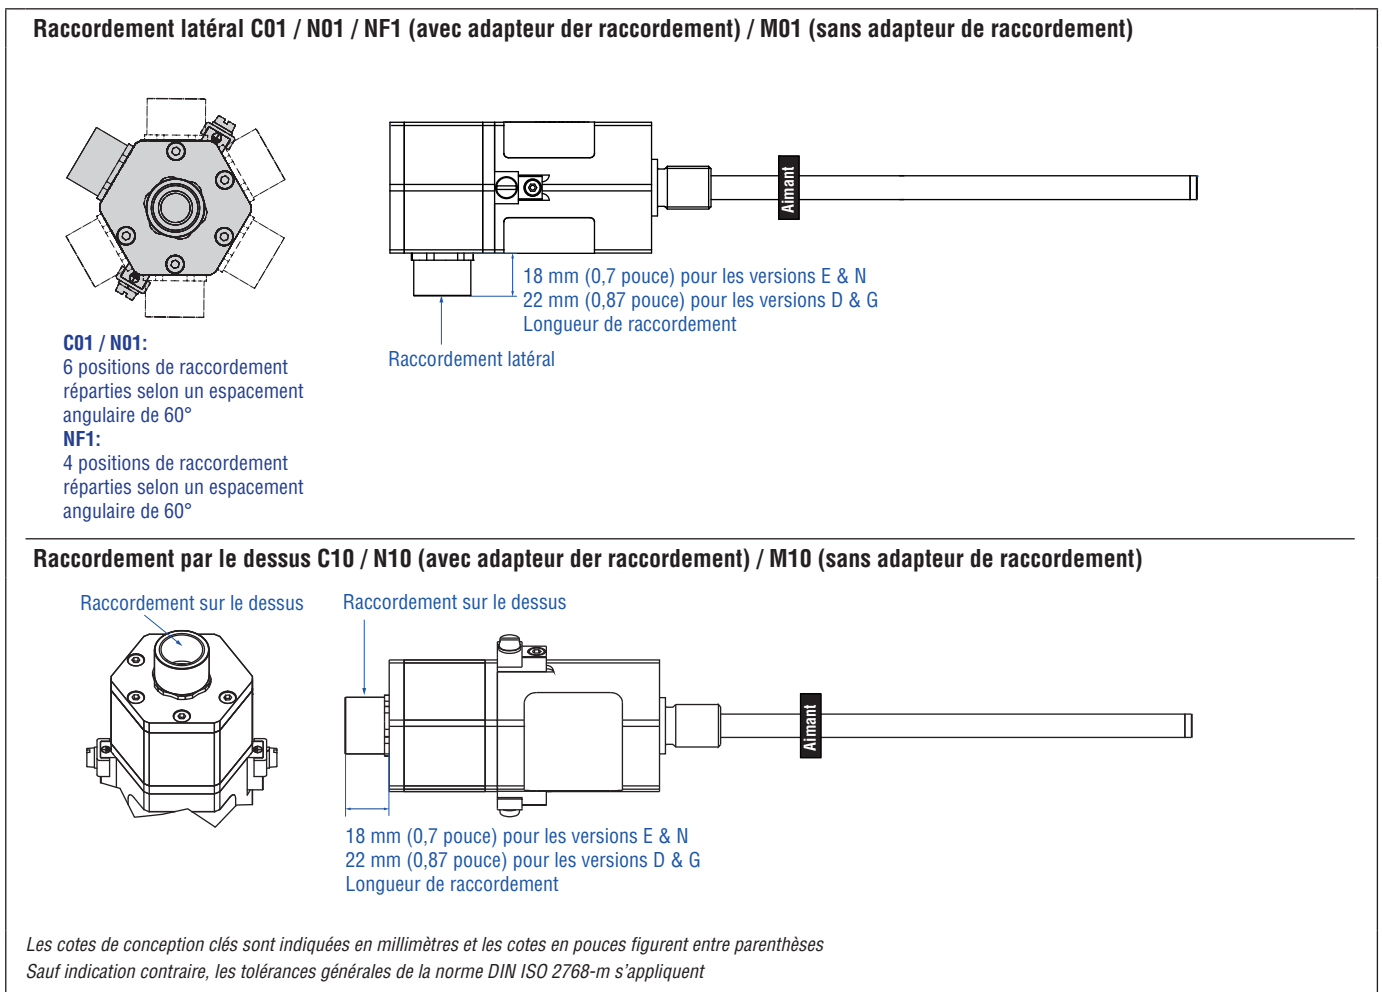 Raccordement latéral C01 / N01 / NF1 (avec adapteur der raccordement) / M01 (sans adapteur de raccordement)
Aimant
18 mm (0,7 pouce) pour les versions E & N
22 mm (0,87 pouce) pour les versions D & G
Longueur de raccordement
Raccordement latéral
C01 / N01:
6 positions de raccordement
réparties selon un espacement
angulaire de 60°
NF1:
4 positions de raccordement
réparties selon un espacement
angulaire de 60°
Raccordement par le dessus C10 / N10 (avec adapteur der raccordement) / M10 (sans adapteur de raccordement)
Raccordement sur le dessus
Raccordement sur le dessus
Aimant
18 mm (0,7 pouce) pour les versions E & N
22 mm (0,87 pouce) pour les versions D & G
Longueur de raccordement
Les cotes de conception clés sont indiquées en millimètres et les cotes en pouces figurent entre parenthèses
Sauf indication contraire, les tolérances générales de la norme DIN ISO 2768-m s’appliquent